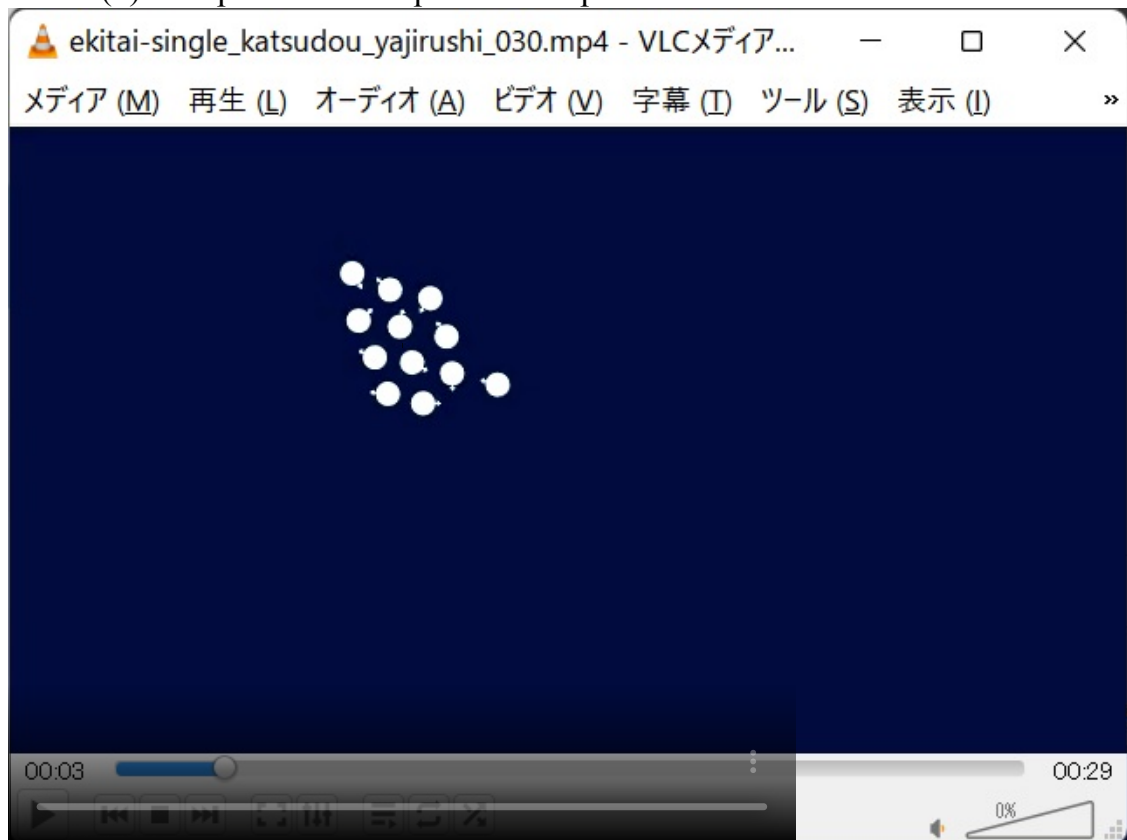 ekitai-single_katsudou_yajirushi_030.mp4 - VLCメディア...
メディア (M) 再生 (L) オーディオ (A) ビデオ (V) 字幕 (T) ツール (S) 表示 (I) »
00:03 00:29
0%